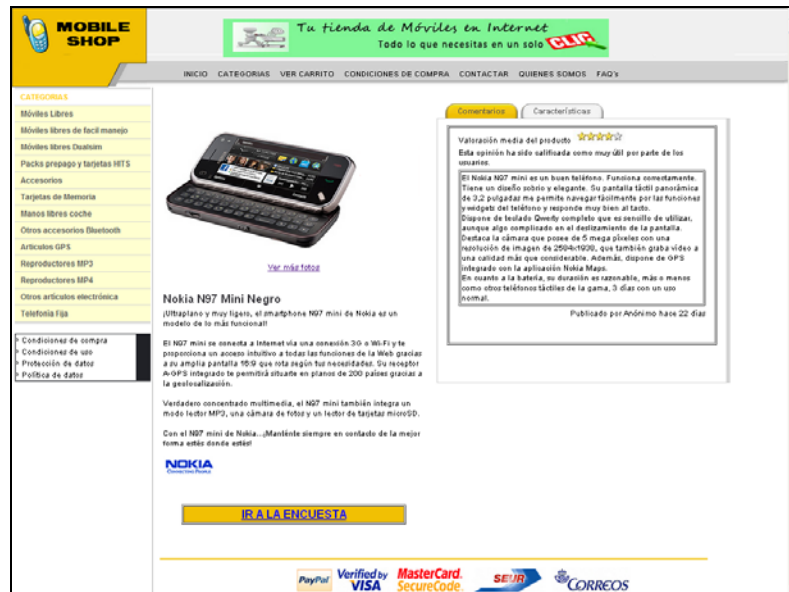 MOBILE
SHOP
Tu tienda de Móviles en Internet
Todo lo que necesitas en un solo CLIC
INICIO CATEGORIAS VER CARRITO CONDICIONES DE COMPRA CONTACTAR QUIENES SOMOS FAQ's
CATEGORIAS
Móviles Libres
Móviles libres de facil manejo
Móviles libres Dualsim
Packs prepago y tarjetas HITS
Accesorios
Tarjetas de Memoria
Manos libres coche
Otros accesorios Bluetooth
Articulos GPS
Reproductores MP3
Reproductores MP4
Otros artículos electrónica
Telefonía Fija
Condiciones de compra
Condiciones de uso
Protección de datos
Política de datos
Ver más fotos
Nokia N97 Mini Negro
¡Ultraplano y muy ligero, el smartphone N97 mini de Nokia es un
modelo de lo más funcional!
El N97 mini se conecta a Internet vía una conexión 3G o Wi-Fi y te
proporciona un acceso intuitivo a todas las funciones de la Web gracias
a su amplia pantalla 16:9 que rota según tus necesidades. Su receptor
A-GPS integrado te permitirá situarte en planos de 200 países gracias a
la geolocalización.
Verdadero concentrado multimedia, el N97 mini también integra un
modo lector MP3, una cámara de fotos y un lector de tarjetas microSD.
Con el N97 mini de Nokia...¡Manténte siempre en contacto de la mejor
forma estés donde estés!
NOKIA
Connecting People
IR A LA ENCUESTA
Comentarios Características
Valoración media del producto
Esta opinión ha sido calificada como muy útil por parte de los
usuarios.
El Nokia N97 mini es un buen teléfono. Funciona correctamente.
Tiene un diseño sobrio y elegante. Su pantalla táctil panorámica
de 3,2 pulgadas me permite navegar fácilmente por las funciones
y widgets del teléfono y responde muy bien al tacto.
Dispone de teclado Qwerty completo que es sencillo de utilizar,
aunque algo complicado en el deslizamiento de la pantalla.
Destaca la cámara que posee de 5 mega píxeles con una
resolución de imagen de 2584x1938, que también graba vídeo a
una calidad más que considerable. Además, dispone de GPS
integrado con la aplicación Nokia Maps.
En cuanto a la batería, su duración es razonable, más o menos
como otros teléfonos táctiles de la gama, 3 días con un uso
normal.
Publicado por Anónimo hace 22 días
PayPal Verified by VISA MasterCard. SecureCode. SEUR CORREOS